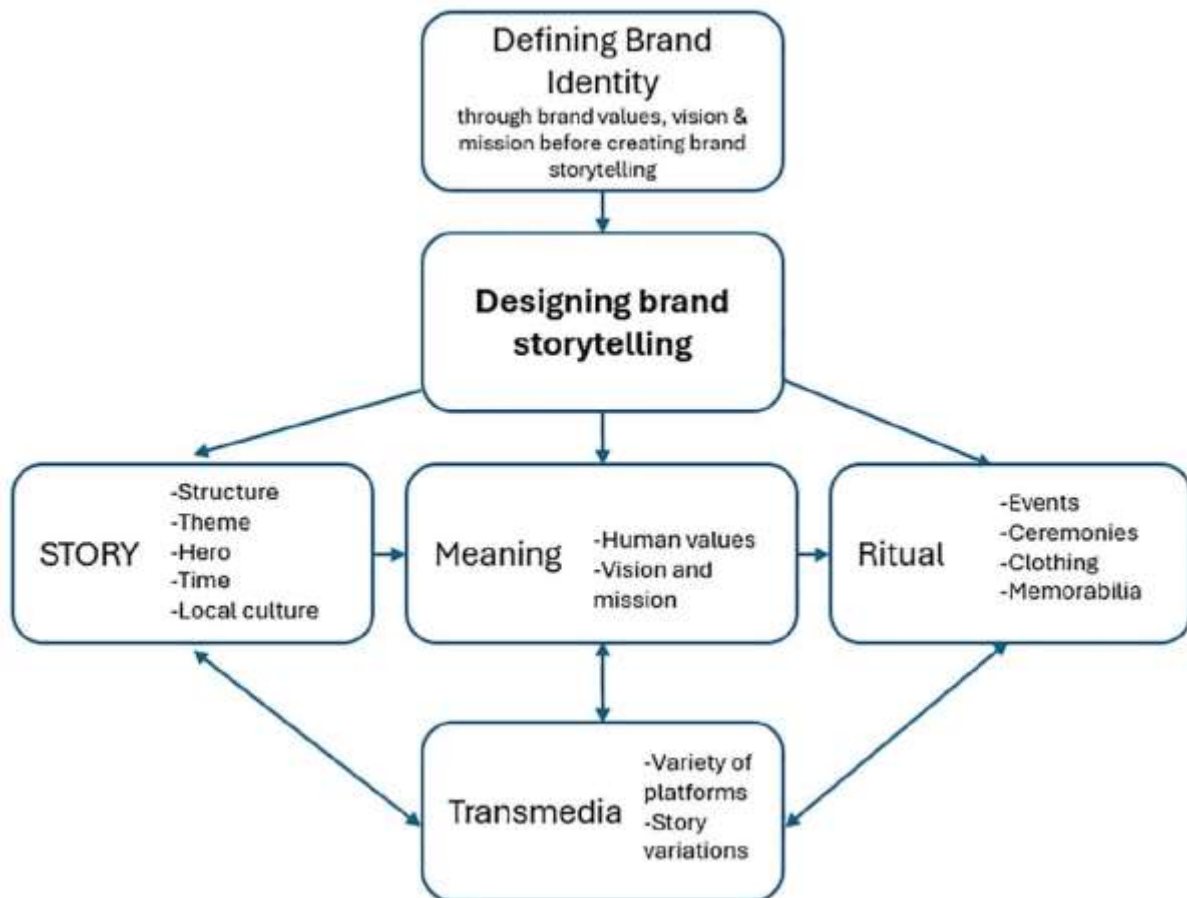 Defining Brand
Identity
through brand values, vision &
mission before creating brand
storytelling
Designing brand
storytelling
STORY
-Structure
-Theme
-Hero
-Time
-Local culture
Meaning
-Human values
-Vision and
mission
Ritual
-Events
-Ceremonies
-Clothing
-Memorabilia
Transmedia
-Variety of
platforms
-Story
variations